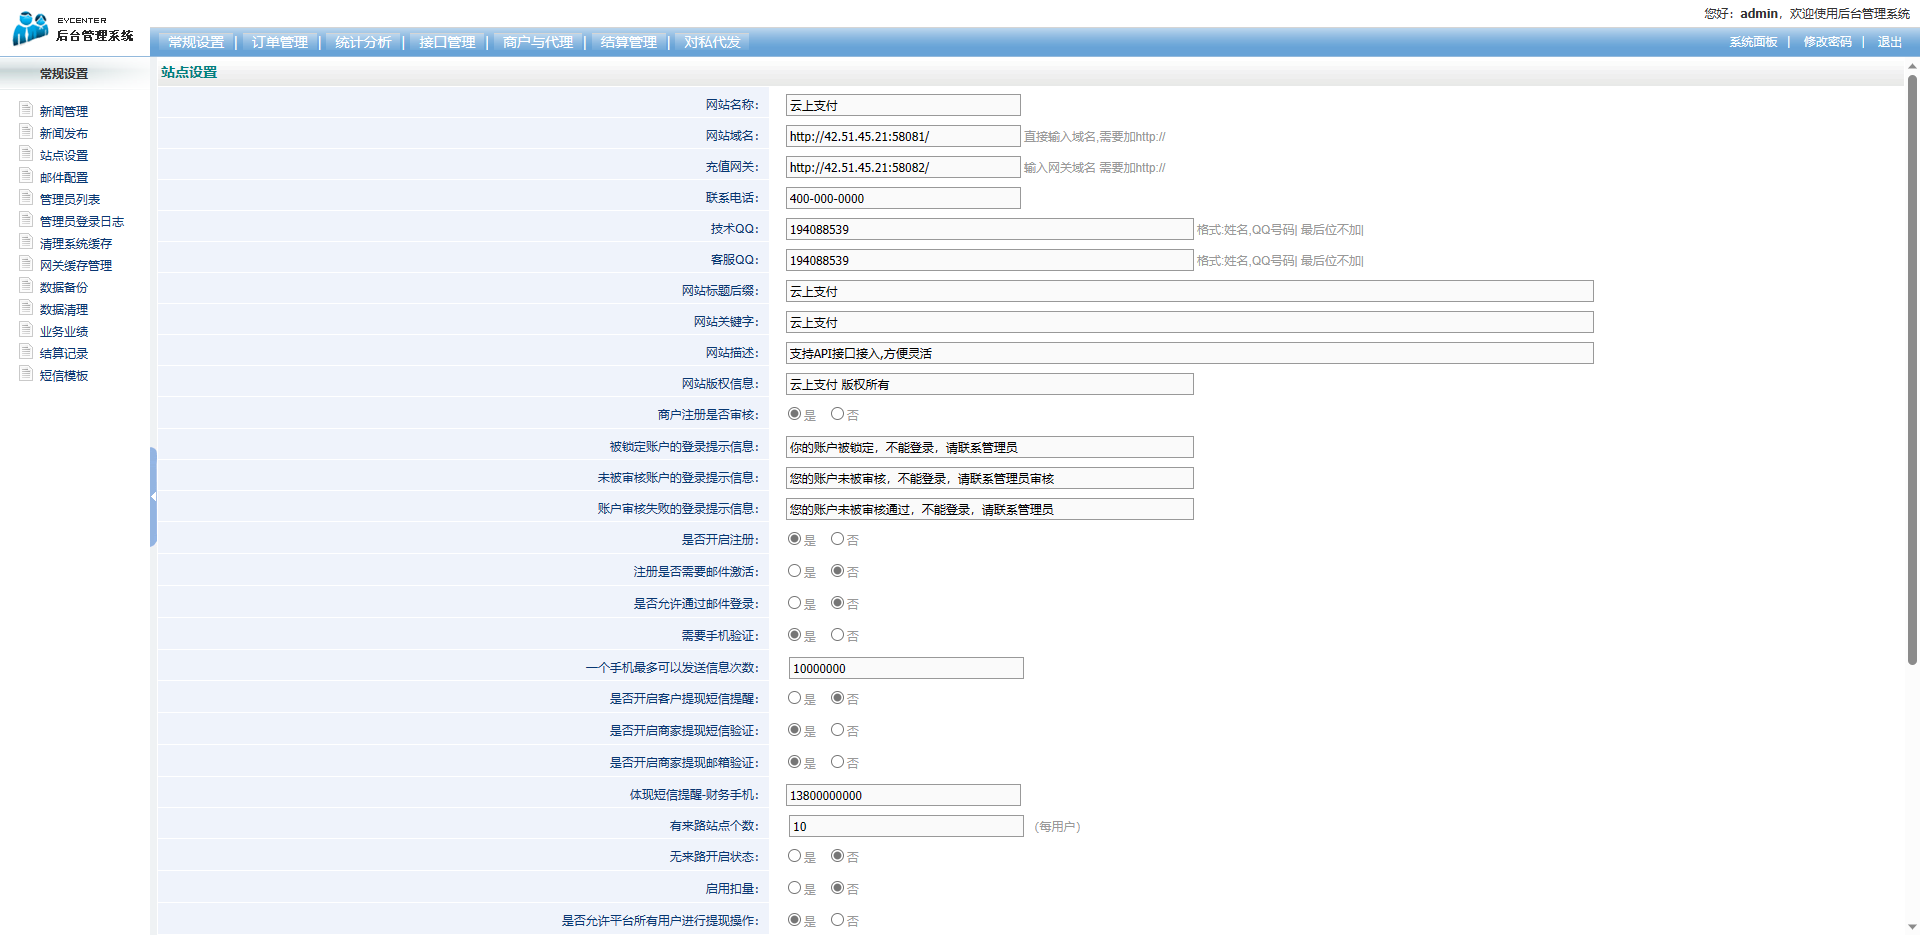 EVCENTER
后台管理系统
您好：admin，欢迎使用后台管理系统
常规设置 | 订单管理 | 统计分析 | 接口管理 | 商户与代理 | 结算管理 | 对私代发
系统面板 | 修改密码 | 退出
常规设置
新闻管理
新闻发布
站点设置
邮件配置
管理员列表
管理员登录日志
清理系统缓存
网关缓存管理
数据备份
数据清理
业务业绩
结算记录
短信模板
站点设置
网站名称： 云上支付
网站域名： http://42.51.45.21:58081/ 直接输入域名,需要加http://
充值网关： http://42.51.45.21:58082/ 输入网关域名 需要加http://
联系电话： 400-000-0000
技术QQ： 194088539 格式:姓名,QQ号码| 最后位不加|
客服QQ： 194088539 格式:姓名,QQ号码| 最后位不加|
网站标题后缀： 云上支付
网站关键字： 云上支付
网站描述： 支持API接口接入,方便灵活
网站版权信息： 云上支付 版权所有
商户注册是否审核： 是 否
被锁定账户的登录提示信息： 你的账户被锁定，不能登录，请联系管理员
未被审核账户的登录提示信息： 您的账户未被审核，不能登录，请联系管理员审核
账户审核失败的登录提示信息： 您的账户未被审核通过，不能登录，请联系管理员
是否开启注册： 是 否
注册是否需要邮件激活： 是 否
是否允许通过邮件登录： 是 否
需要手机验证： 是 否
一个手机最多可以发送信息次数： 10000000
是否开启客户提现短信提醒： 是 否
是否开启商家提现短信验证： 是 否
是否开启商家提现邮箱验证： 是 否
体现短信提醒-财务手机： 13800000000
有来路站点个数： 10 （每用户）
无来路开启状态： 是 否
启用扣量： 是 否
是否允许平台所有用户进行提现操作： 是 否